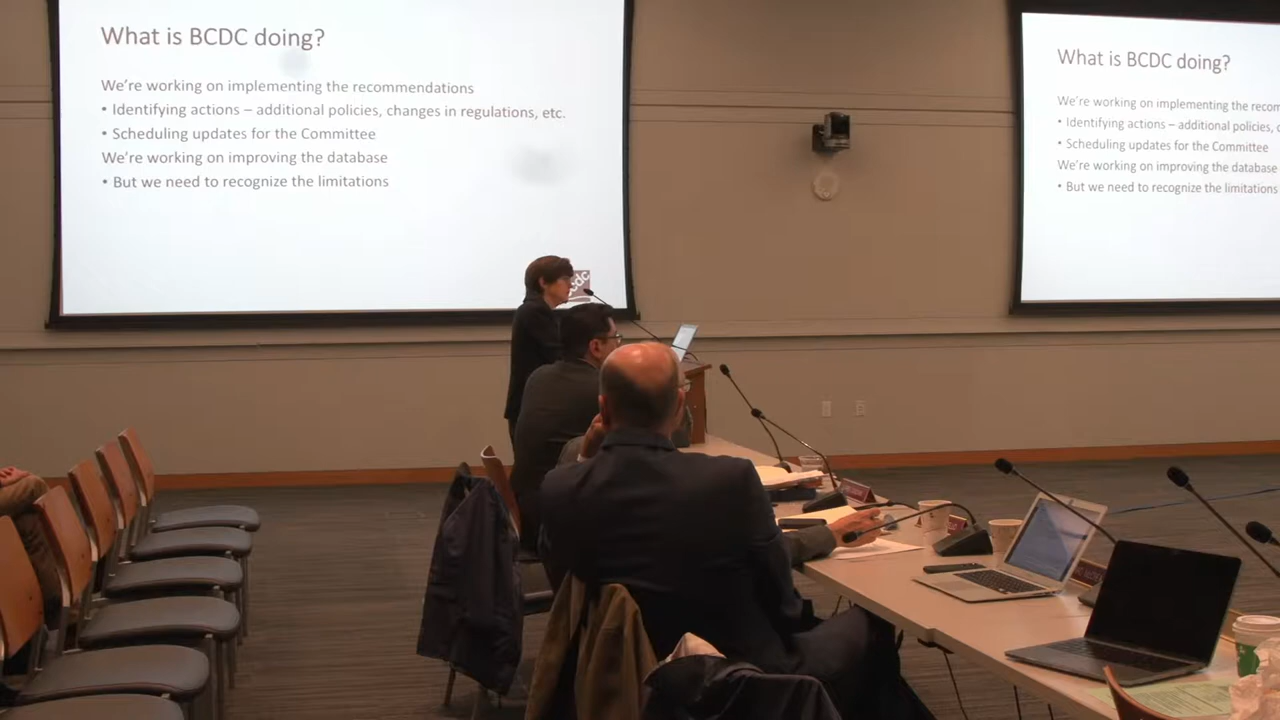 What is BCDC doing?
We're working on implementing the recommendations
• Identifying actions – additional policies, changes in regulations, etc.
• Scheduling updates for the Committee
We're working on improving the database
• But we need to recognize the limitations
bcdc
What is BCDC doing?
We're working on implementing the recom
• Identifying actions – additional policies,
• Scheduling updates for the Committee
We're working on improving the database
• But we need to recognize the limitations